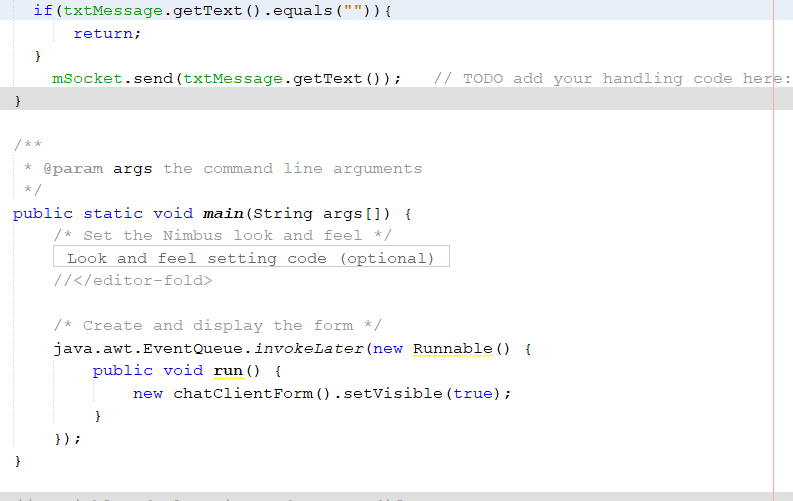 if(txtMessage.getText().equals("")){
return;
}
mSocket.send(txtMessage.getText());   // TODO add your handling code here:
}
/**
* @param args the command line arguments
*/
public static void main(String args[]) {
/* Set the Nimbus look and feel */
Look and feel setting code (optional)
//</editor-fold>
/* Create and display the form */
java.awt.EventQueue.invokeLater(new Runnable() {
public void run() {
new chatClientForm().setVisible(true);
}
});
}